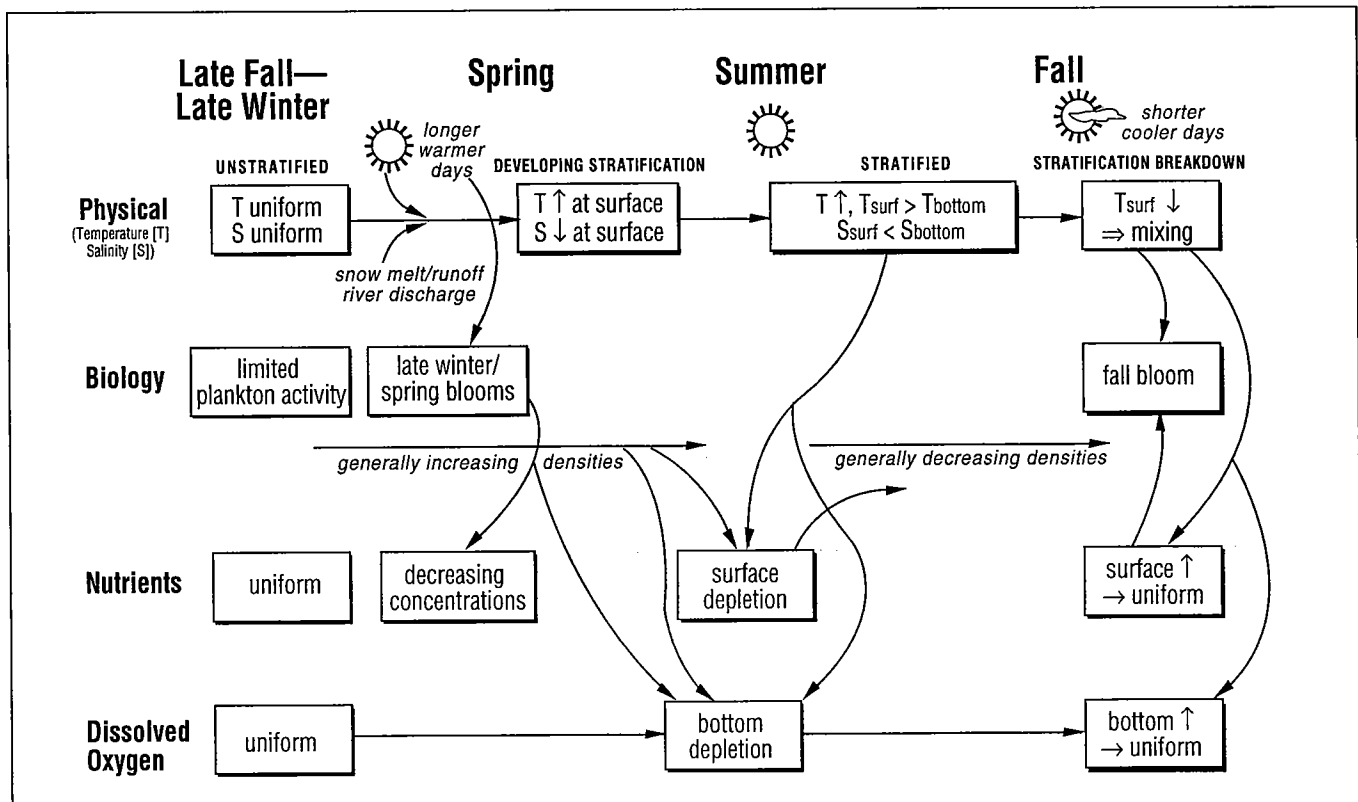 Late Fall—
Late Winter
Spring
Summer
Fall
longer
warmer
days
shorter
cooler days
UNSTRATIFIED
DEVELOPING STRATIFICATION
STRATIFIED
STRATIFICATION BREAKDOWN
Physical
(Temperature [T]
Salinity [S])
T uniform
S uniform
T ↑ at surface
S ↓ at surface
T ↑, Tsurf > Tbottom
Ssurf < Sbottom
Tsurf ↓
⇒ mixing
snow melt/runoff
river discharge
Biology
limited
plankton activity
late winter/
spring blooms
fall bloom
generally increasing densities
generally decreasing densities
Nutrients
uniform
decreasing
concentrations
surface
depletion
surface ↑
→ uniform
Dissolved
Oxygen
uniform
bottom
depletion
bottom ↑
→ uniform